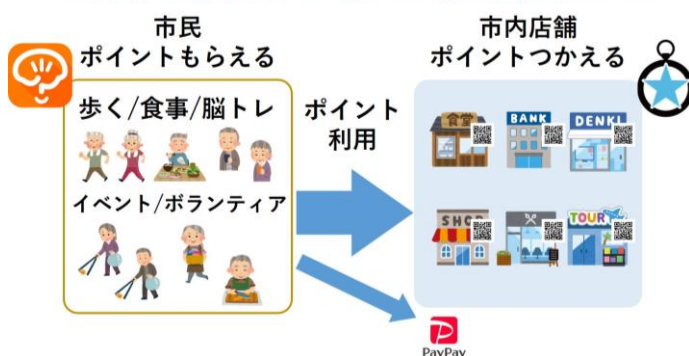 市民
ポイントもらえる
歩く/食事/脳トレ
イベント/ボランティア
ポイント
利用
市内店舗
ポイントつかえる
食堂
BANK
DENKI
SHOP
TOUR
PayPay